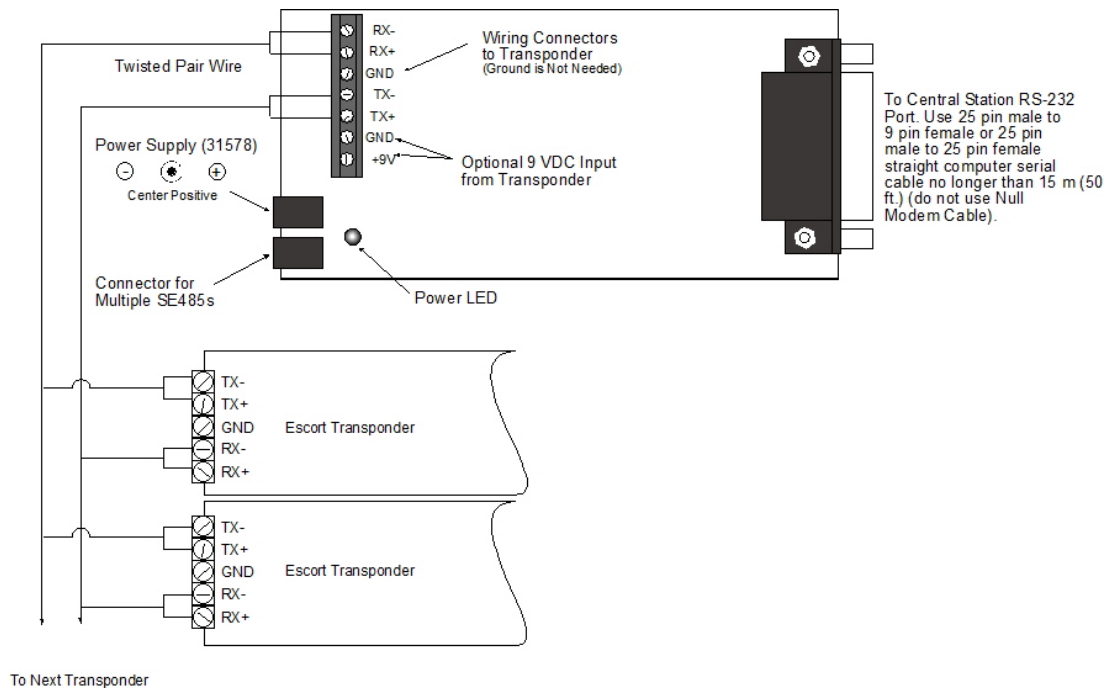 RX-
RX+
GND
TX-
TX+
GND
+9V
Wiring Connectors
to Transponder
(Ground is Not Needed)
Twisted Pair Wire
Optional 9 VDC Input
from Transponder
Power Supply (31578)
- +
Center Positive
Connector for
Multiple SE485s
Power LED
To Central Station RS-232
Port. Use 25 pin male to
9 pin female or 25 pin
male to 25 pin female
straight computer serial
cable no longer than 15 m (50
ft.) (do not use Null
Modem Cable).
TX-
TX+
GND
RX-
RX+
Escort Transponder
TX-
TX+
GND
RX-
RX+
Escort Transponder
To Next Transponder